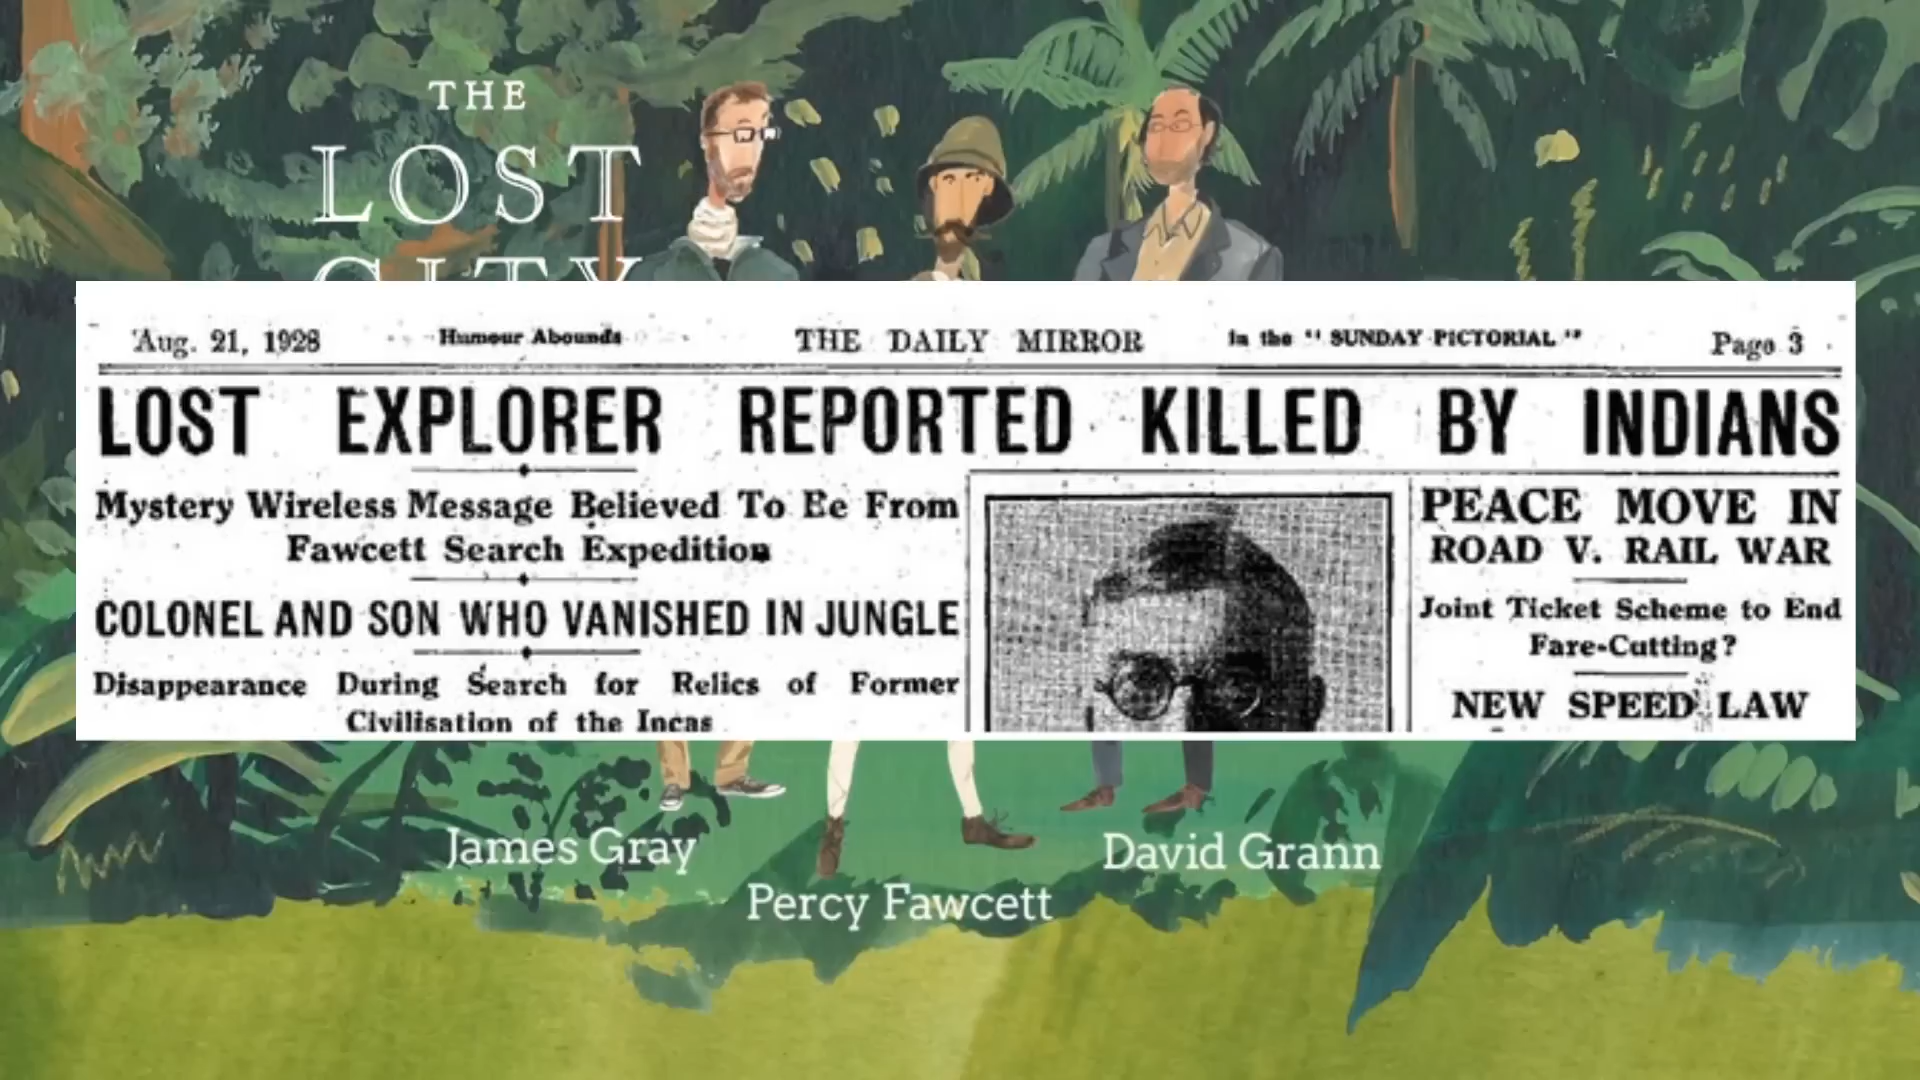 THE
LOST
CITY
Aug. 21, 1928 Humour Abounds THE DAILY MIRROR In the "SUNDAY PICTORIAL" Page 3
LOST EXPLORER REPORTED KILLED BY INDIANS
Mystery Wireless Message Believed To Be From
Fawcett Search Expedition
COLONEL AND SON WHO VANISHED IN JUNGLE
Disappearance During Search for Relics of Former
Civilisation of the Incas
PEACE MOVE IN
ROAD V. RAIL WAR
Joint Ticket Scheme to End
Fare-Cutting?
NEW SPEED LAW
James Gray
Percy Fawcett
David Grann